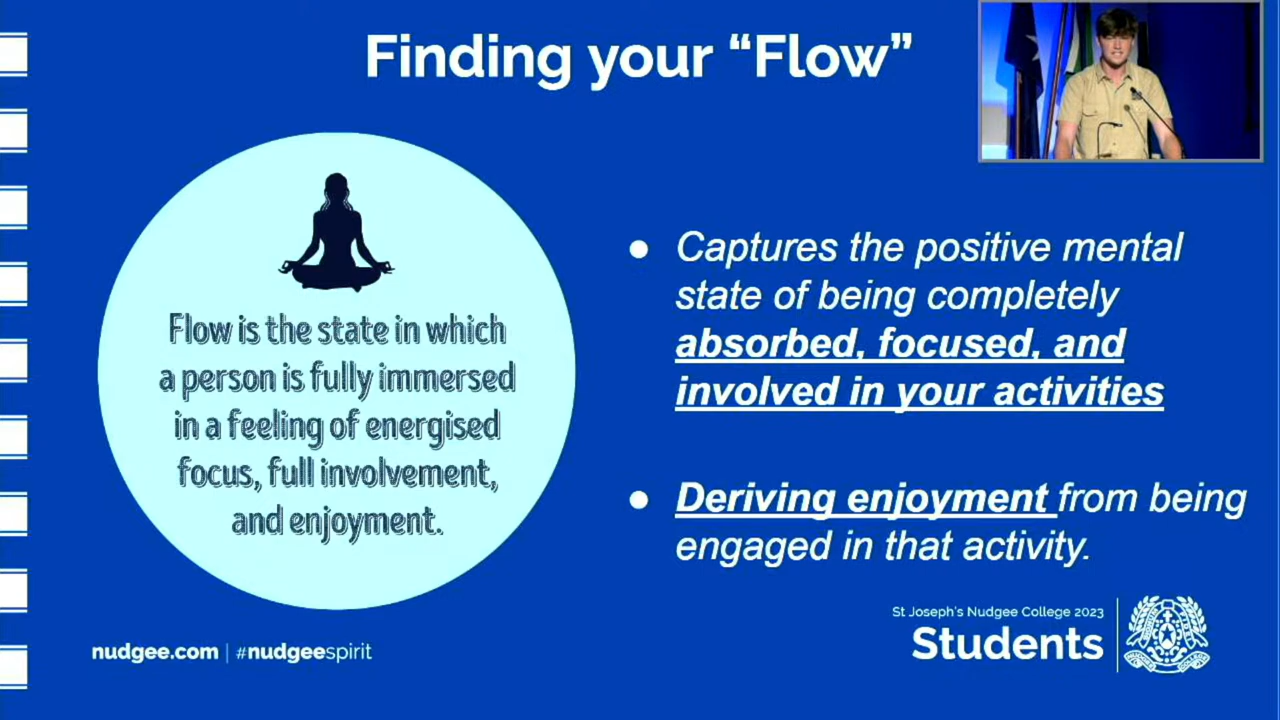 Finding your “Flow”
Flow is the state in which
a person is fully immersed
in a feeling of energised
focus, full involvement,
and enjoyment.
● Captures the positive mental
state of being completely
absorbed, focused, and
involved in your activities
● Deriving enjoyment from being
engaged in that activity.
nudgee.com | #nudgeespirit
St Joseph's Nudgee College 2023
Students